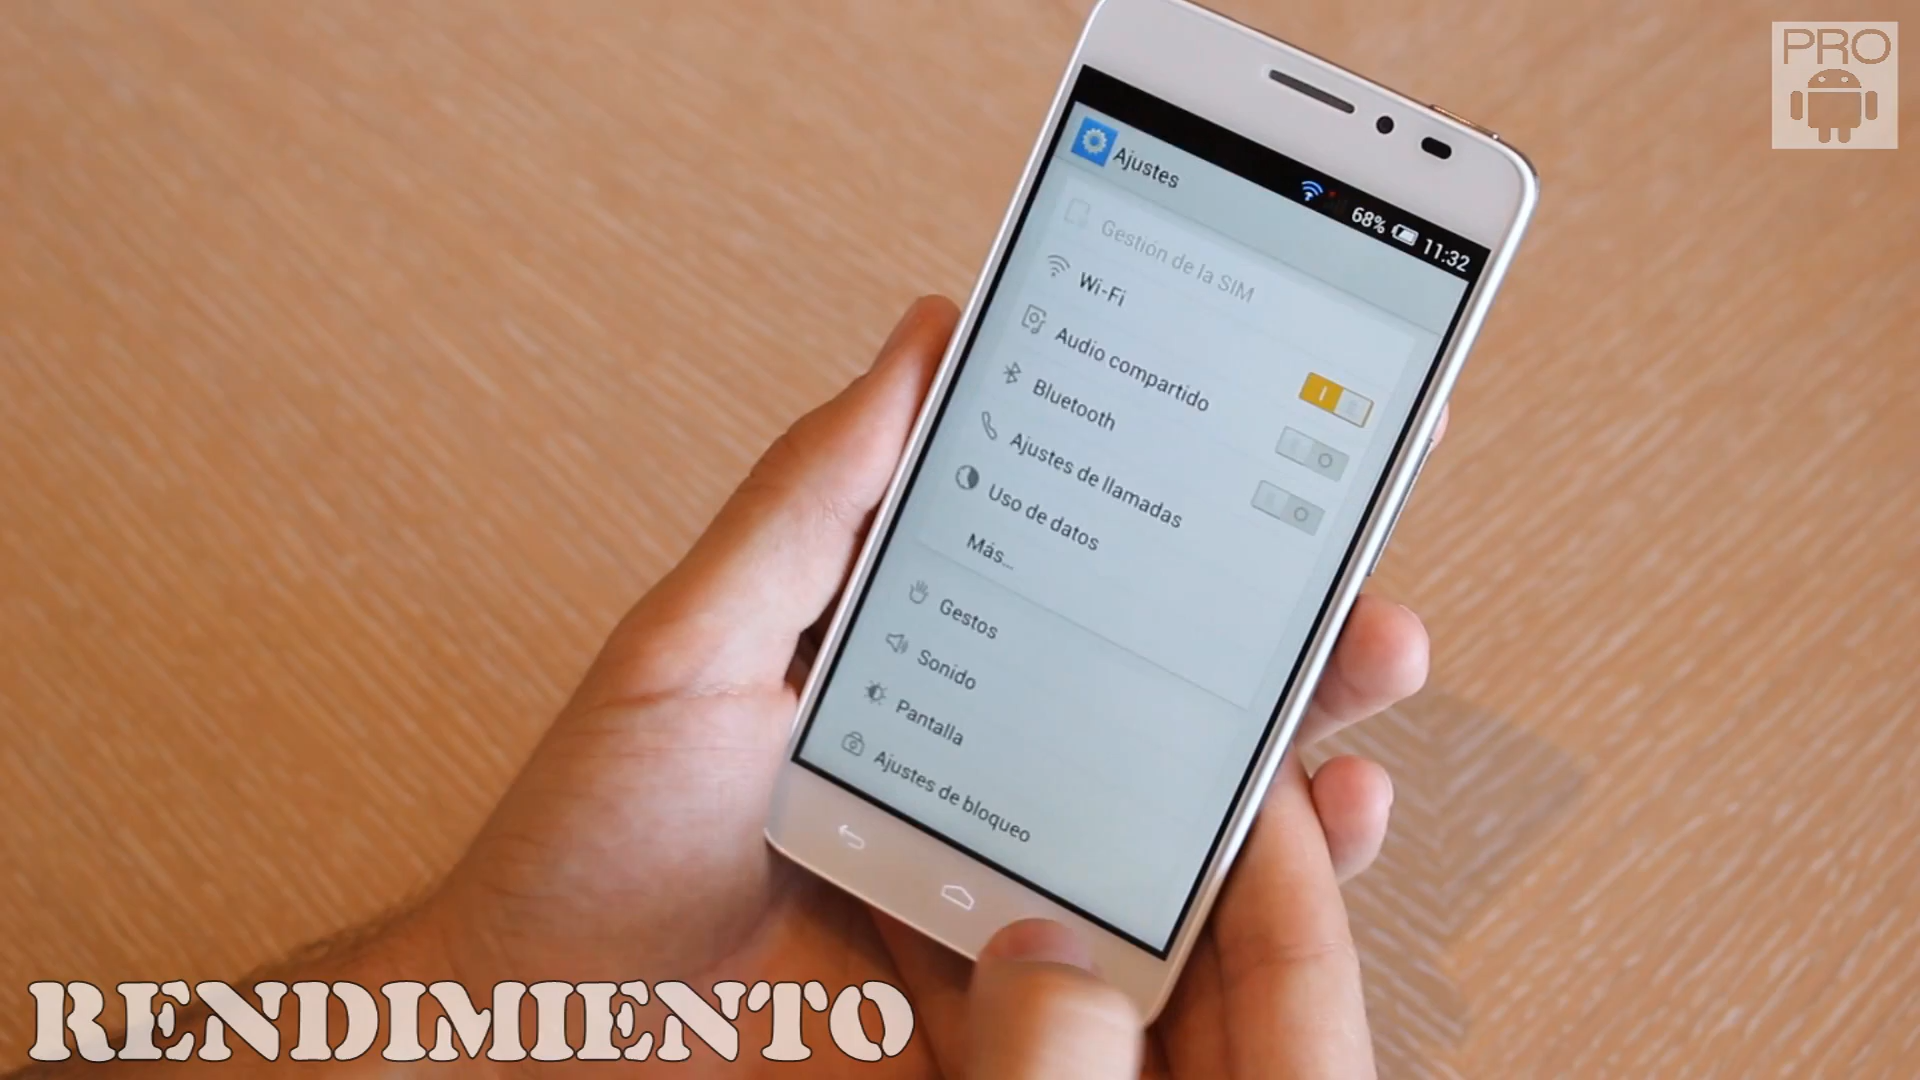 PRO
Ajustes
68% 11:32
Gestión de la SIM
Wi-Fi
Audio compartido
Bluetooth
Ajustes de llamadas
Uso de datos
Más...
Gestos
Sonido
Pantalla
Ajustes de bloqueo
RENDIMIENTO